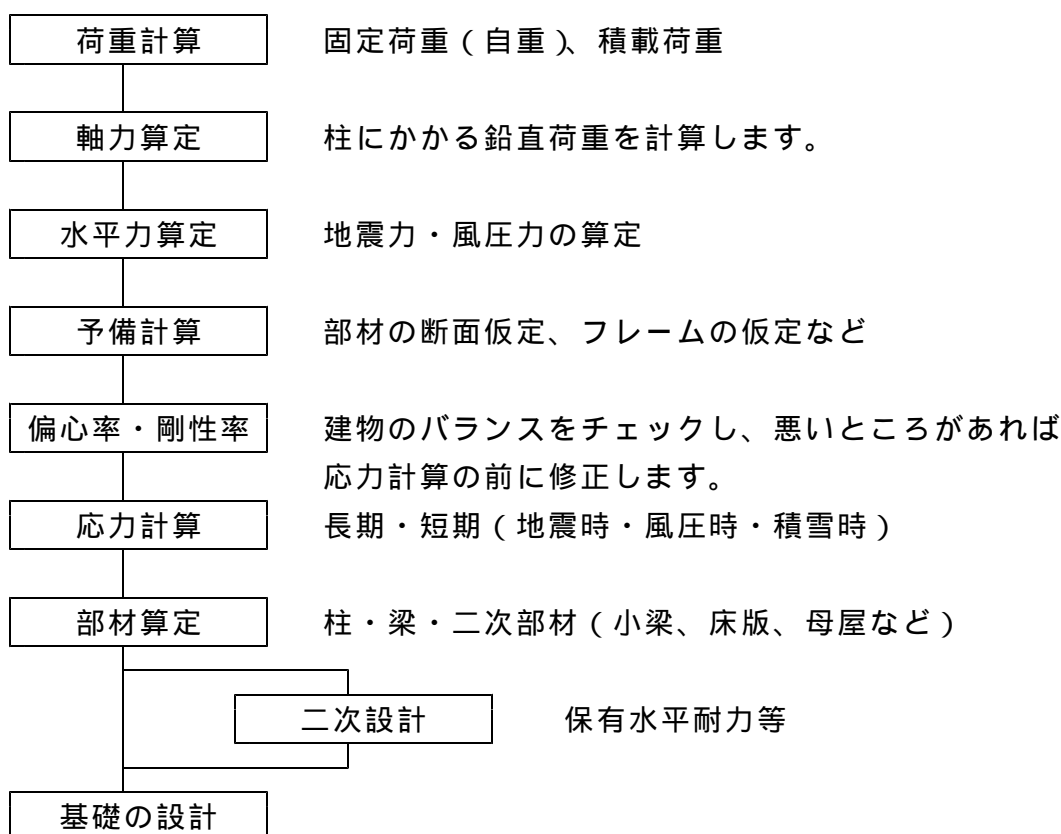 荷重計算 固定荷重(自重)、積載荷重
軸力算定 柱にかかる鉛直荷重を計算します。
水平力算定 地震力・風圧力の算定
予備計算 部材の断面仮定、フレームの仮定など
偏心率・剛性率 建物のバランスをチェックし、悪いところがあれば
応力計算の前に修正します。
応力計算 長期・短期(地震時・風圧時・積雪時)
部材算定 柱・梁・二次部材(小梁、床版、母屋など)
二次設計 保有水平耐力等
基礎の設計